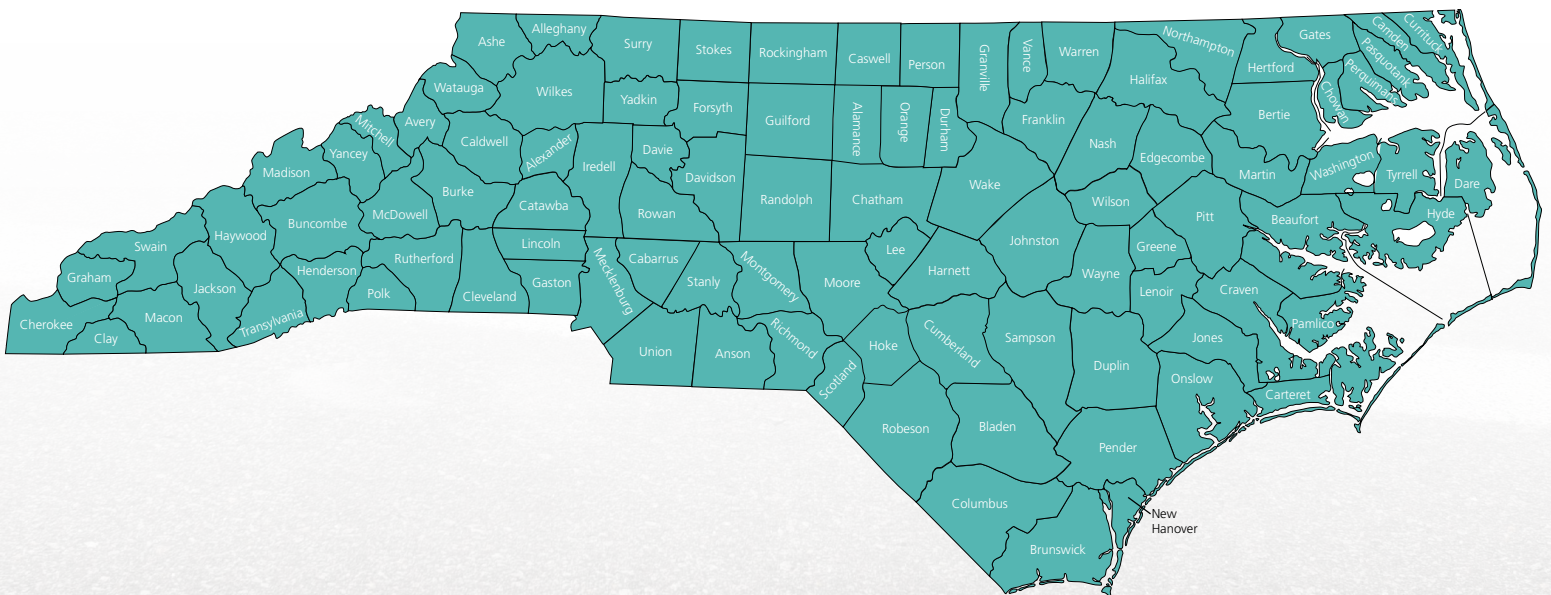 Ashe
Alleghany
Surry
Stokes
Rockingham
Caswell
Person
Granville
Vance
Warren
Northampton
Gates
Camden
Currituck
Pasquotank
Perquimans
Chowan
Hertford
Halifax
Watauga
Wilkes
Yadkin
Forsyth
Guilford
Alamance
Orange
Durham
Franklin
Bertie
Mitchell
Avery
Caldwell
Alexander
Iredell
Davie
Nash
Edgecombe
Martin
Washington
Tyrrell
Dare
Madison
Yancey
Burke
McDowell
Catawba
Rowan
Davidson
Randolph
Chatham
Wake
Wilson
Pitt
Beaufort
Hyde
Swain
Haywood
Buncombe
Rutherford
Lincoln
Cabarrus
Lee
Johnston
Greene
Graham
Jackson
Henderson
Polk
Cleveland
Gaston
Mecklenburg
Stanly
Montgomery
Moore
Harnett
Wayne
Lenoir
Craven
Pamlico
Cherokee
Clay
Macon
Transylvania
Union
Anson
Richmond
Scotland
Hoke
Cumberland
Sampson
Duplin
Jones
Onslow
Carteret
Robeson
Bladen
Pender
Columbus
Brunswick
New
Hanover